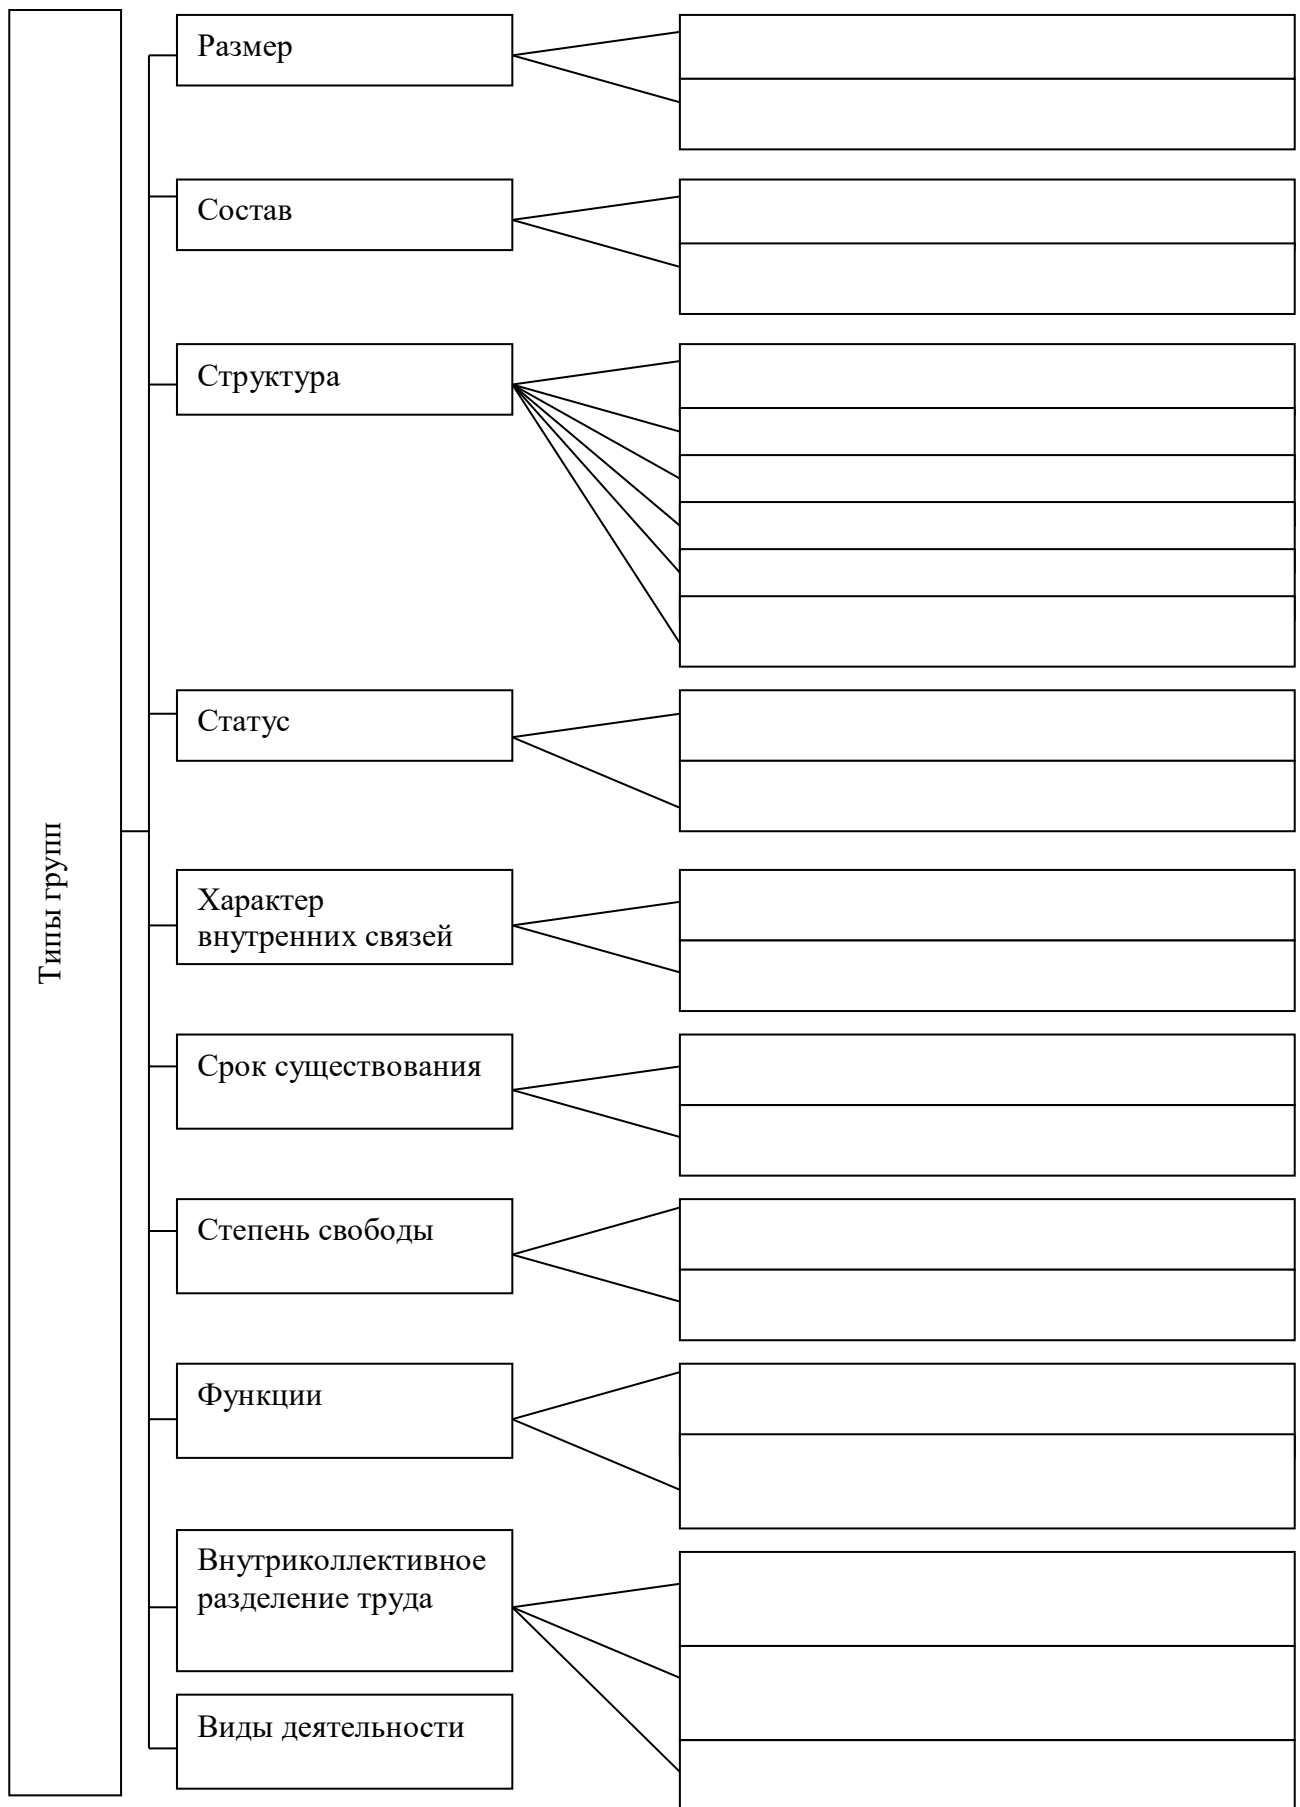 Типы групп
Размер
Состав
Структура
Статус
Характер
внутренних связей
Срок существования
Степень свободы
Функции
Внутриколлективное
разделение труда
Виды деятельности